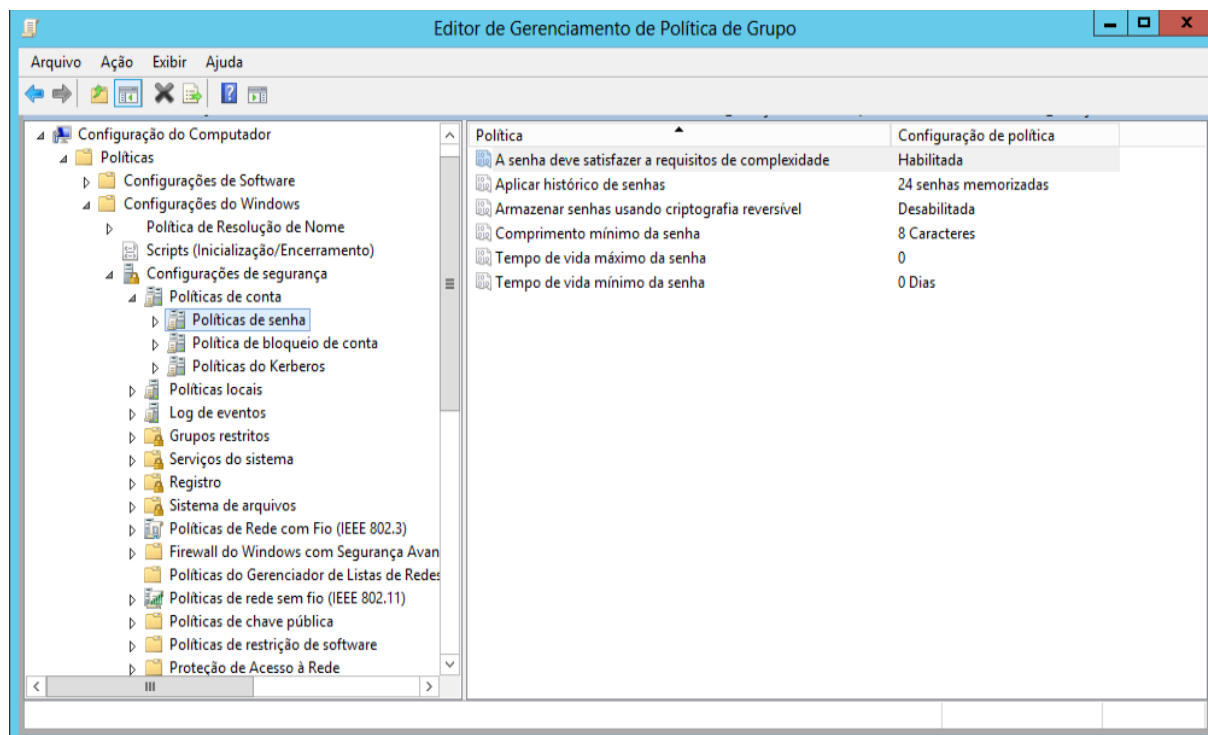 Editor de Gerenciamento de Política de Grupo
Arquivo Ação Exibir Ajuda
Configuração do Computador
Políticas
Configurações de Software
Configurações do Windows
Política de Resolução de Nome
Scripts (Inicialização/Encerramento)
Configurações de segurança
Políticas de conta
Políticas de senha
Política de bloqueio de conta
Políticas do Kerberos
Políticas locais
Log de eventos
Grupos restritos
Serviços do sistema
Registro
Sistema de arquivos
Políticas de Rede com Fio (IEEE 802.3)
Firewall do Windows com Segurança Avan
Políticas do Gerenciador de Listas de Redes
Políticas de rede sem fio (IEEE 802.11)
Políticas de chave pública
Políticas de restrição de software
Proteção de Acesso à Rede
Política Configuração de política
A senha deve satisfazer a requisitos de complexidade Habilitada
Aplicar histórico de senhas 24 senhas memorizadas
Armazenar senhas usando criptografia reversível Desabilitada
Comprimento mínimo da senha 8 Caracteres
Tempo de vida máximo da senha 0
Tempo de vida mínimo da senha 0 Dias